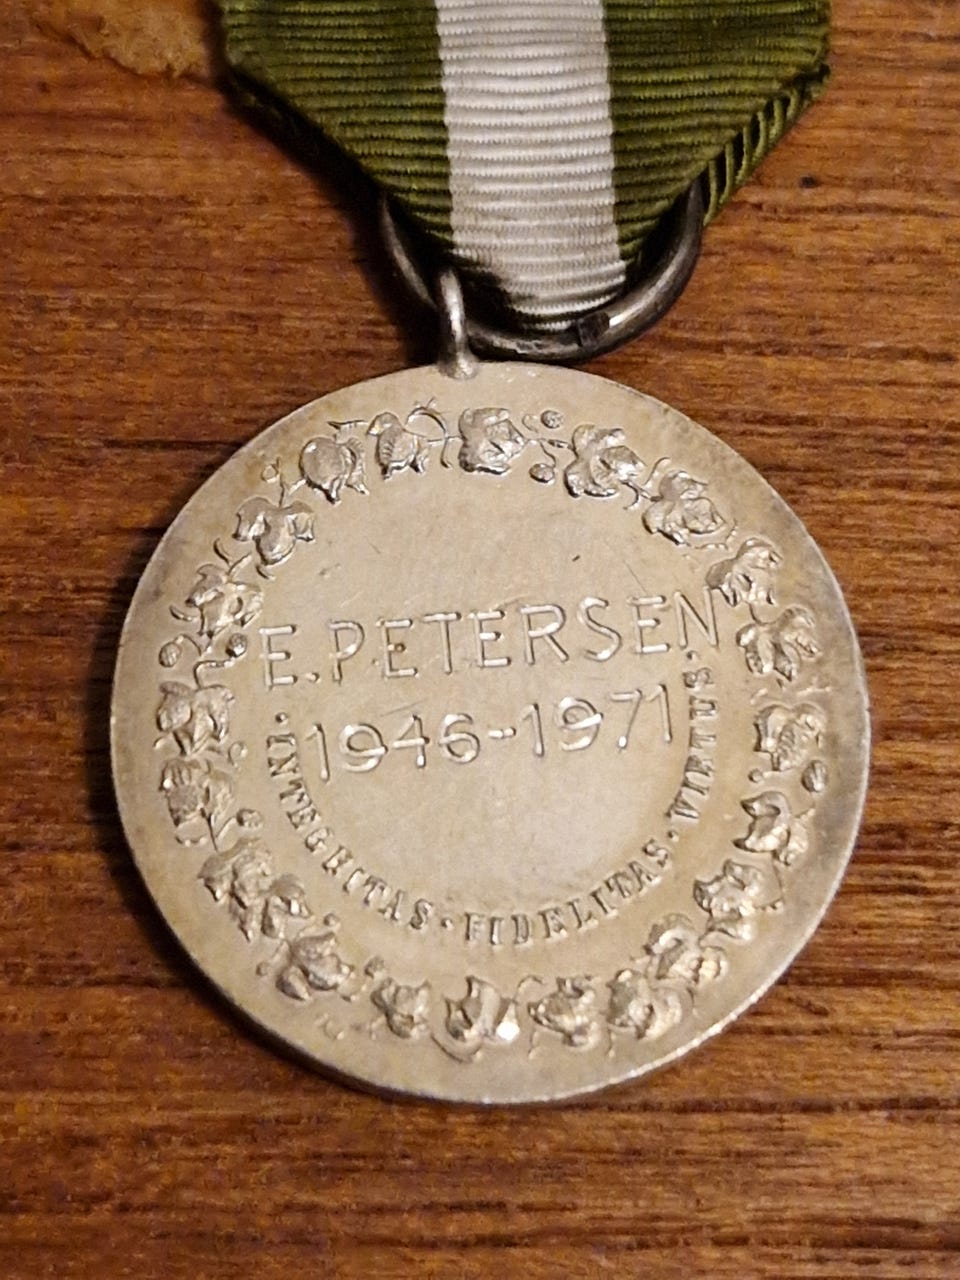 E. PETERSEN
1946-1971
· INTEGRITAS · FIDELITAS · VIRTUS ·